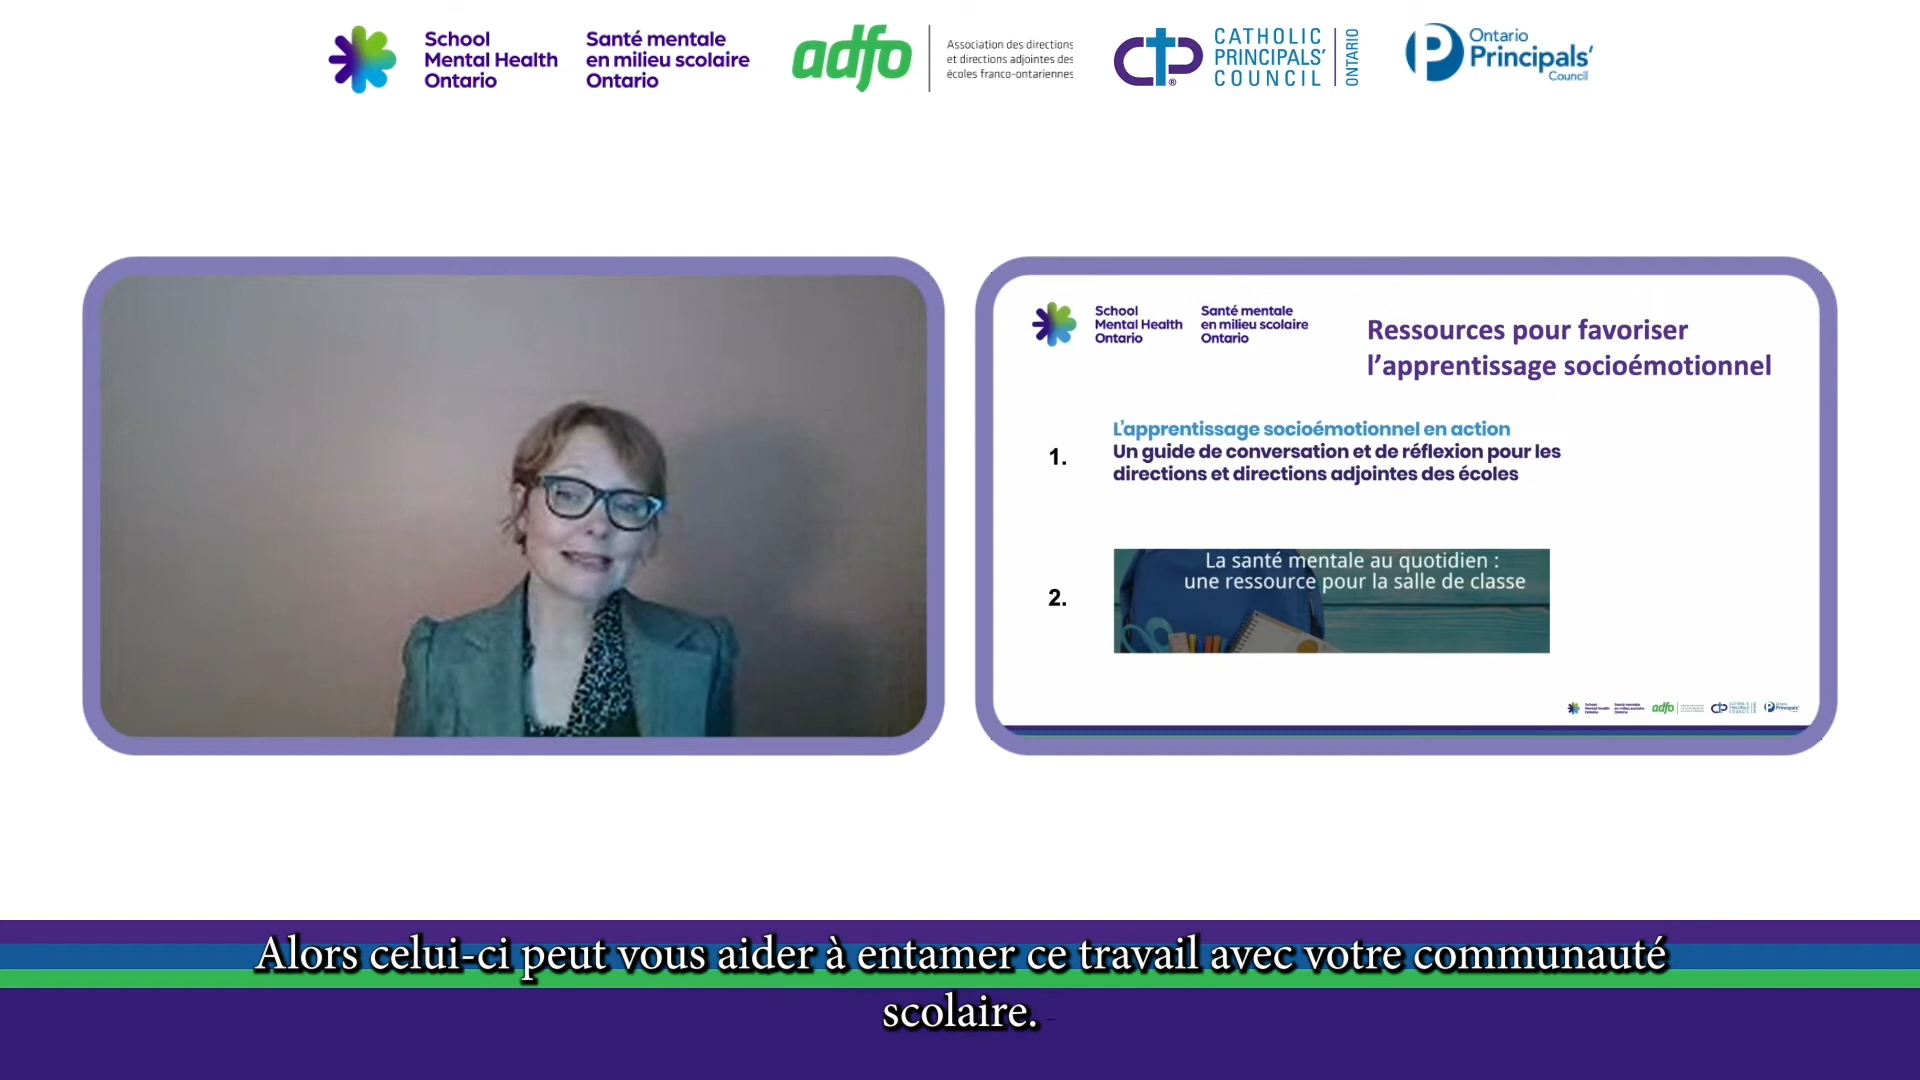 School
Mental Health
Ontario
Santé mentale
en milieu scolaire
Ontario
adfo
Association des directions
et directions adjointes des
écoles franco-ontariennes
CATHOLIC
PRINCIPALS'
COUNCIL
ONTARIO
Ontario
Principals'
Council
School
Mental Health
Ontario
Santé mentale
en milieu scolaire
Ontario
Ressources pour favoriser
l'apprentissage socioémotionnel
1.
L'apprentissage socioémotionnel en action
Un guide de conversation et de réflexion pour les
directions et directions adjointes des écoles
2.
La santé mentale au quotidien :
une ressource pour la salle de classe
adfo
Alors celui-ci peut vous aider à entamer ce travail avec votre communauté
scolaire.